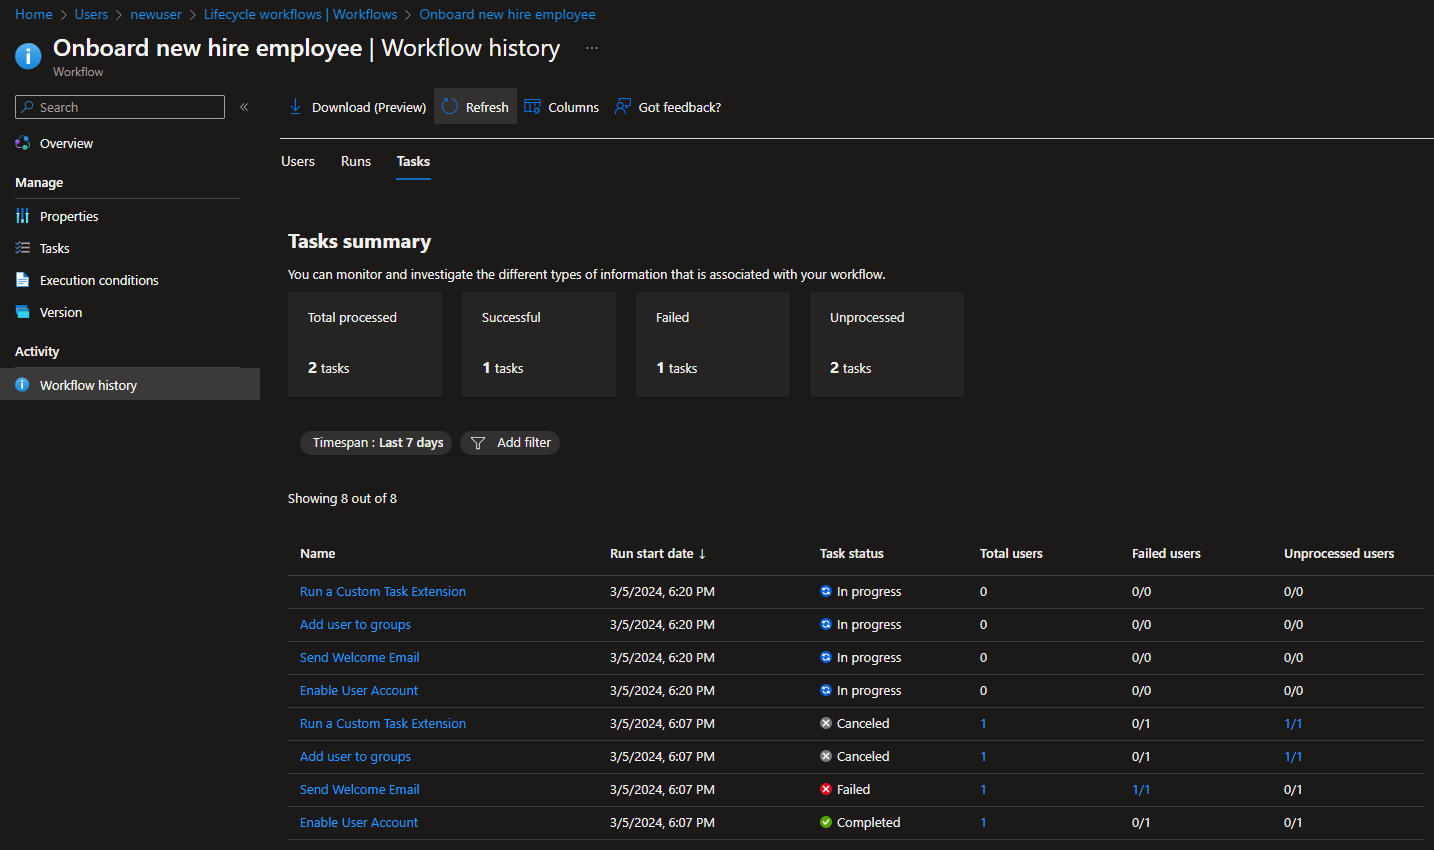 Home > Users > newuser > Lifecycle workflows | Workflows > Onboard new hire employee
Onboard new hire employee | Workflow history ...
Workflow
Search «
Download (Preview) Refresh Columns Got feedback?
Overview
Manage
Properties
Tasks
Execution conditions
Version
Activity
Workflow history
Users Runs Tasks
Tasks summary
You can monitor and investigate the different types of information that is associated with your workflow.
Total processed Successful Failed Unprocessed
2 tasks 1 tasks 1 tasks 2 tasks
Timespan : Last 7 days Add filter
Showing 8 out of 8
Name Run start date ↓ Task status Total users Failed users Unprocessed users
Run a Custom Task Extension 3/5/2024, 6:20 PM In progress 0 0/0 0/0
Add user to groups 3/5/2024, 6:20 PM In progress 0 0/0 0/0
Send Welcome Email 3/5/2024, 6:20 PM In progress 0 0/0 0/0
Enable User Account 3/5/2024, 6:20 PM In progress 0 0/0 0/0
Run a Custom Task Extension 3/5/2024, 6:07 PM Canceled 1 0/1 1/1
Add user to groups 3/5/2024, 6:07 PM Canceled 1 0/1 1/1
Send Welcome Email 3/5/2024, 6:07 PM Failed 1 1/1 0/1
Enable User Account 3/5/2024, 6:07 PM Completed 1 0/1 0/1